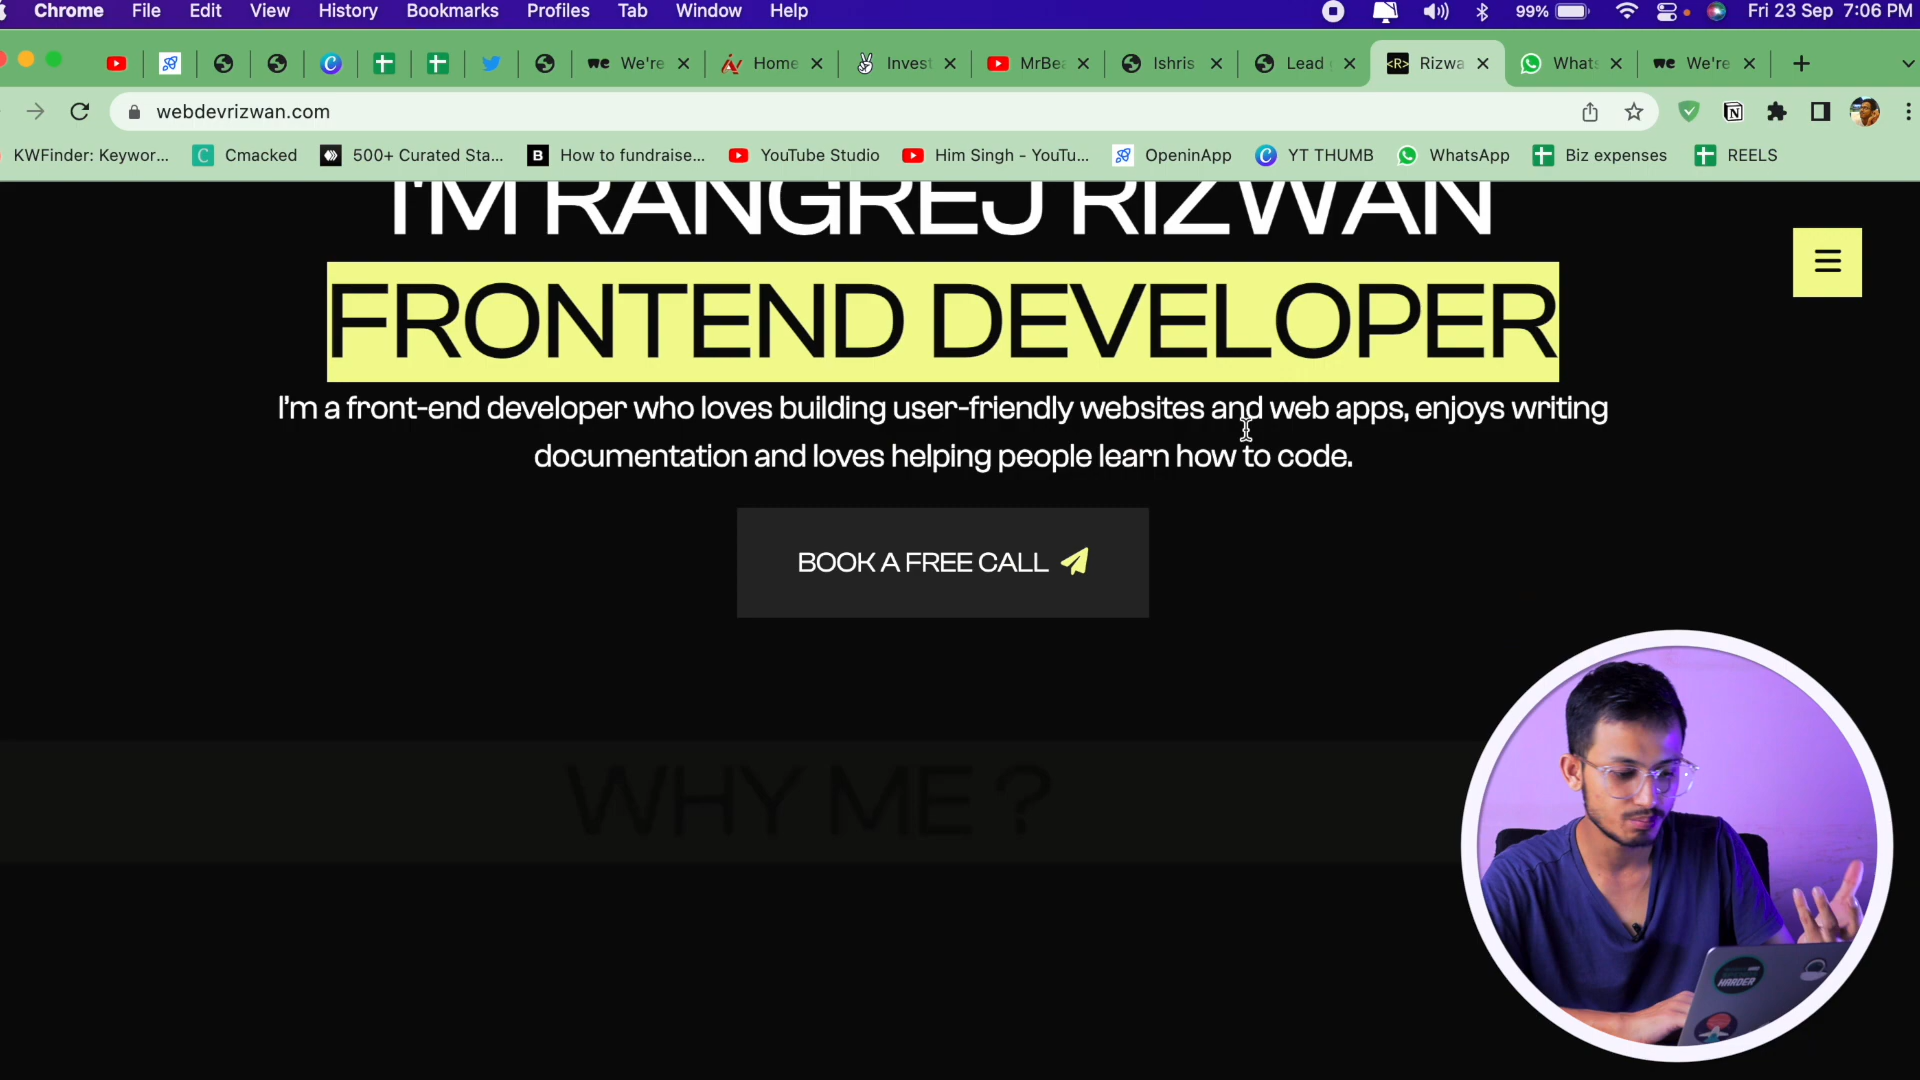 Chrome File Edit View History Bookmarks Profiles Tab Window Help 99% Fri 23 Sep 7:06 PM
We're Home Invest MrBea Ishris Lead <R> Rizwa Whats We're
webdevrizwan.com
KWFinder: Keywor... Cmacked 500+ Curated Sta... B How to fundraise... YouTube Studio Him Singh - YouTu... OpeninApp YT THUMB WhatsApp Biz expenses REELS
I'M RANGREJ RIZWAN
FRONTEND DEVELOPER
I'm a front-end developer who loves building user-friendly websites and web apps, enjoys writing
documentation and loves helping people learn how to code.
BOOK A FREE CALL
WHY ME ?
HARDER